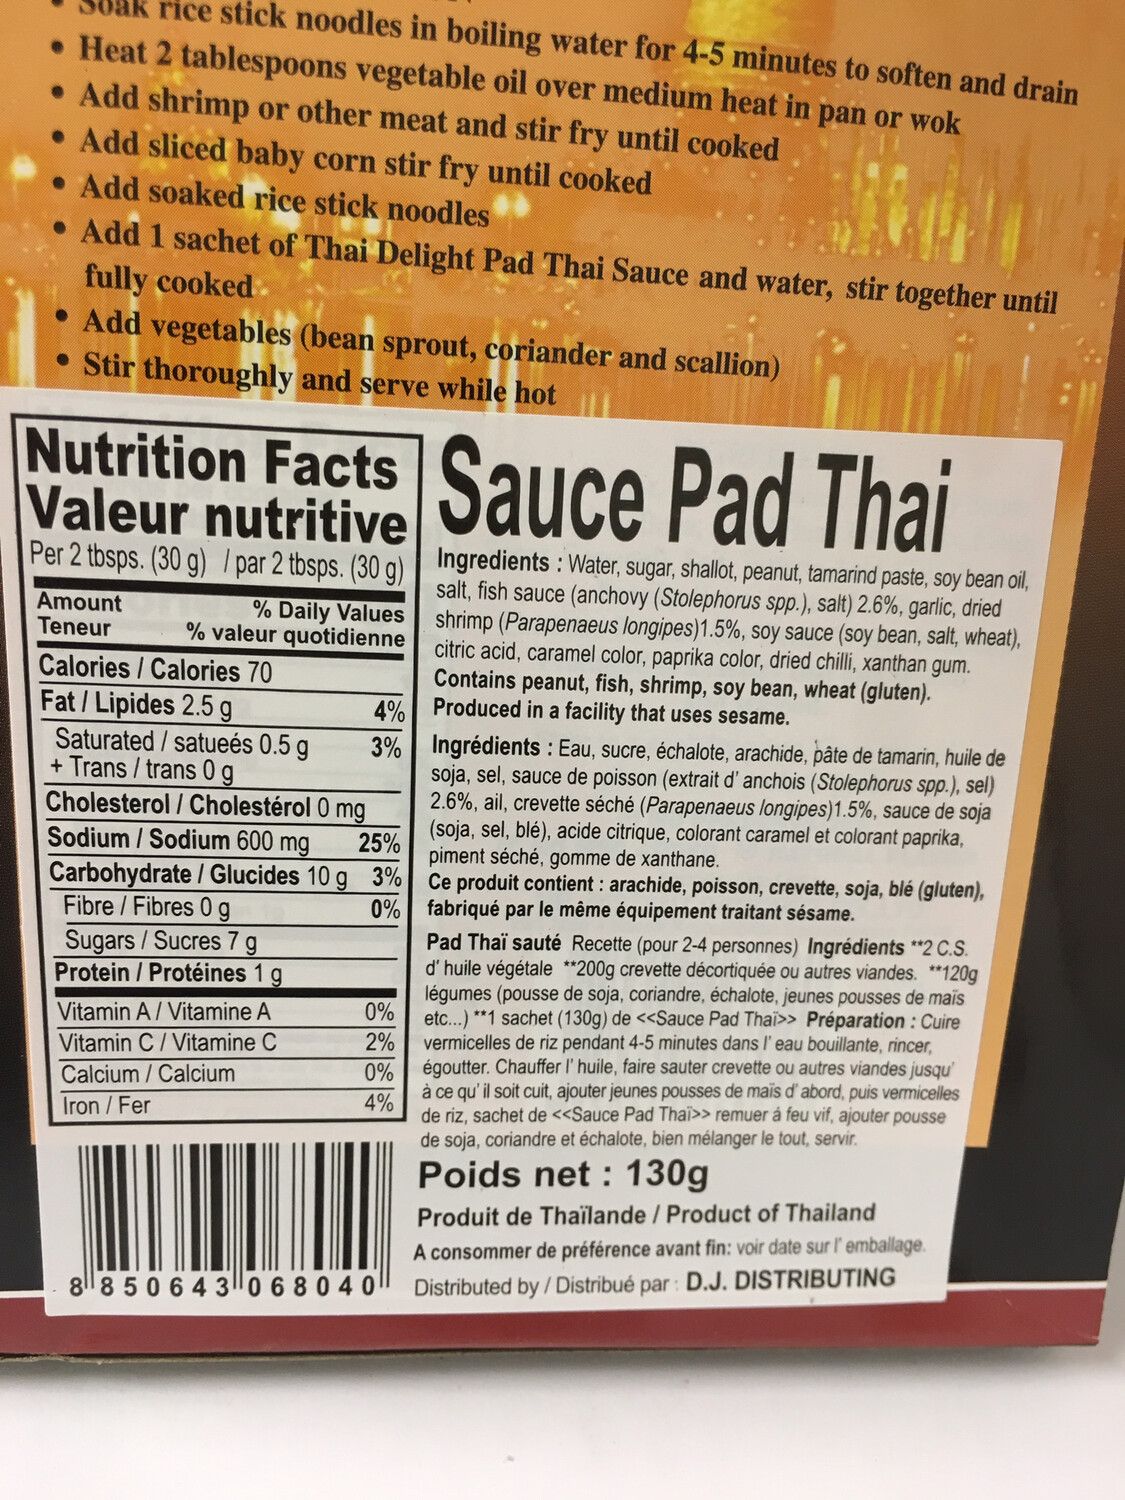 Soak rice stick noodles in boiling water for 4-5 minutes to soften and drain
• Heat 2 tablespoons vegetable oil over medium heat in pan or wok
• Add shrimp or other meat and stir fry until cooked
• Add sliced baby corn stir fry until cooked
• Add soaked rice stick noodles
• Add 1 sachet of Thai Delight Pad Thai Sauce and water, stir together until
fully cooked
• Add vegetables (bean sprout, coriander and scallion)
• Stir thoroughly and serve while hot
Nutrition Facts
Valeur nutritive
Per 2 tbsps. (30 g) / par 2 tbsps. (30 g)
Amount % Daily Values
Teneur % valeur quotidienne
Calories / Calories 70
Fat / Lipides 2.5 g 4%
Saturated / satueés 0.5 g 3%
+ Trans / trans 0 g
Cholesterol / Cholestérol 0 mg
Sodium / Sodium 600 mg 25%
Carbohydrate / Glucides 10 g 3%
Fibre / Fibres 0 g 0%
Sugars / Sucres 7 g
Protein / Protéines 1 g
Vitamin A / Vitamine A 0%
Vitamin C / Vitamine C 2%
Calcium / Calcium 0%
Iron / Fer 4%
8 850643 068040
Sauce Pad Thai
Ingredients : Water, sugar, shallot, peanut, tamarind paste, soy bean oil,
salt, fish sauce (anchovy (Stolephorus spp.), salt) 2.6%, garlic, dried
shrimp (Parapenaeus longipes)1.5%, soy sauce (soy bean, salt, wheat),
citric acid, caramel color, paprika color, dried chilli, xanthan gum.
Contains peanut, fish, shrimp, soy bean, wheat (gluten).
Produced in a facility that uses sesame.
Ingrédients : Eau, sucre, échalote, arachide, pâte de tamarin, huile de
soja, sel, sauce de poisson (extrait d' anchois (Stolephorus spp.), sel)
2.6%, ail, crevette séché (Parapenaeus longipes)1.5%, sauce de soja
(soja, sel, blé), acide citrique, colorant caramel et colorant paprika,
piment séché, gomme de xanthane.
Ce produit contient : arachide, poisson, crevette, soja, blé (gluten),
fabriqué par le même équipement traitant sésame.
Pad Thaï sauté Recette (pour 2-4 personnes) Ingrédients **2 C.S.
d' huile végétale **200g crevette décortiquée ou autres viandes. **120g
légumes (pousse de soja, coriandre, échalote, jeunes pousses de maïs
etc...) **1 sachet (130g) de <<Sauce Pad Thaï>> Préparation : Cuire
vermicelles de riz pendant 4-5 minutes dans l' eau bouillante, rincer,
égoutter. Chauffer l' huile, faire sauter crevette ou autres viandes jusqu'
à ce qu' il soit cuit, ajouter jeunes pousses de maïs d' abord, puis vermicelles
de riz, sachet de <<Sauce Pad Thaï>> remuer á feu vif, ajouter pousse
de soja, coriandre et échalote, bien mélanger le tout, servir.
Poids net : 130g
Produit de Thaïlande / Product of Thailand
A consommer de préférence avant fin: voir date sur l' emballage.
Distributed by / Distribué par : D.J. DISTRIBUTING